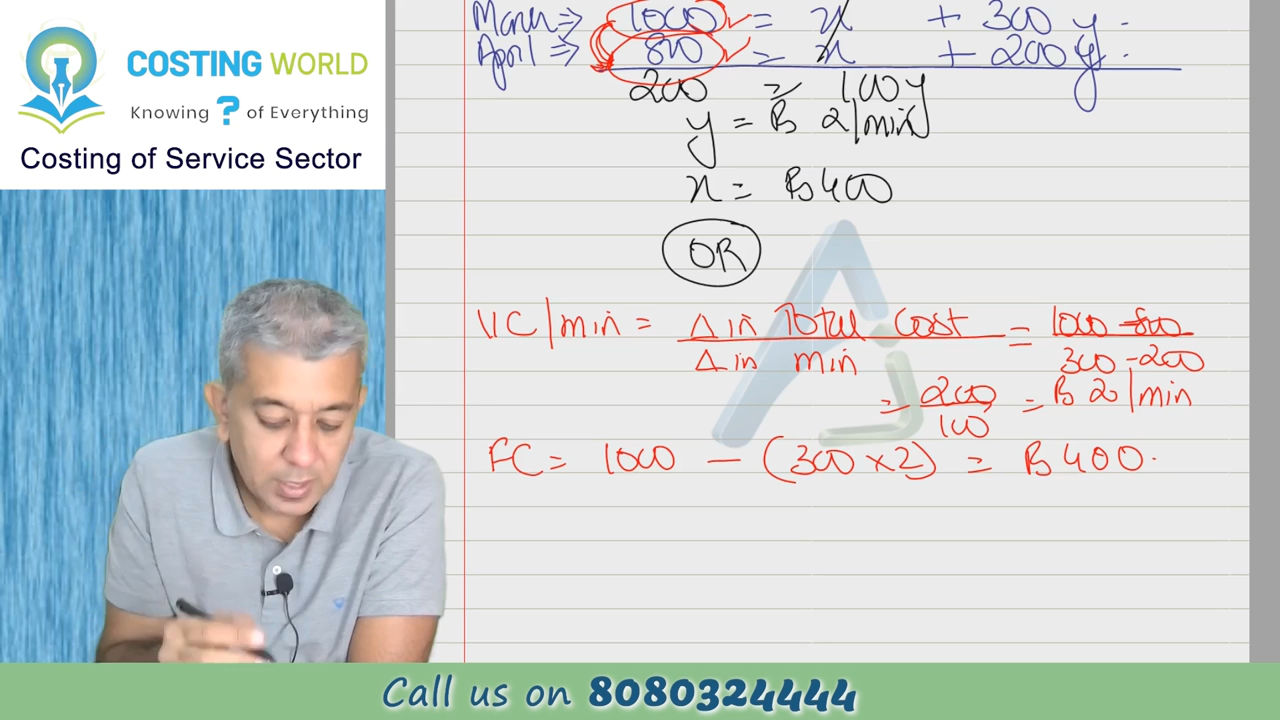 COSTING WORLD
Knowing ? of Everything
Costing of Service Sector
March ⇒ 1000 ✓ = x + 300 y.
April ⇒ 800 ✓ = x + 200 y.
200 = 100y
y = Rs 2/min
x = Rs 400
OR
VC/min = Δ in Total Cost / Δ in min = 1000 - 800 / 300 - 200
= 200/100 = Rs 2/min
FC = 1000 - (300 x 2) = Rs 400.
Call us on 8080324444